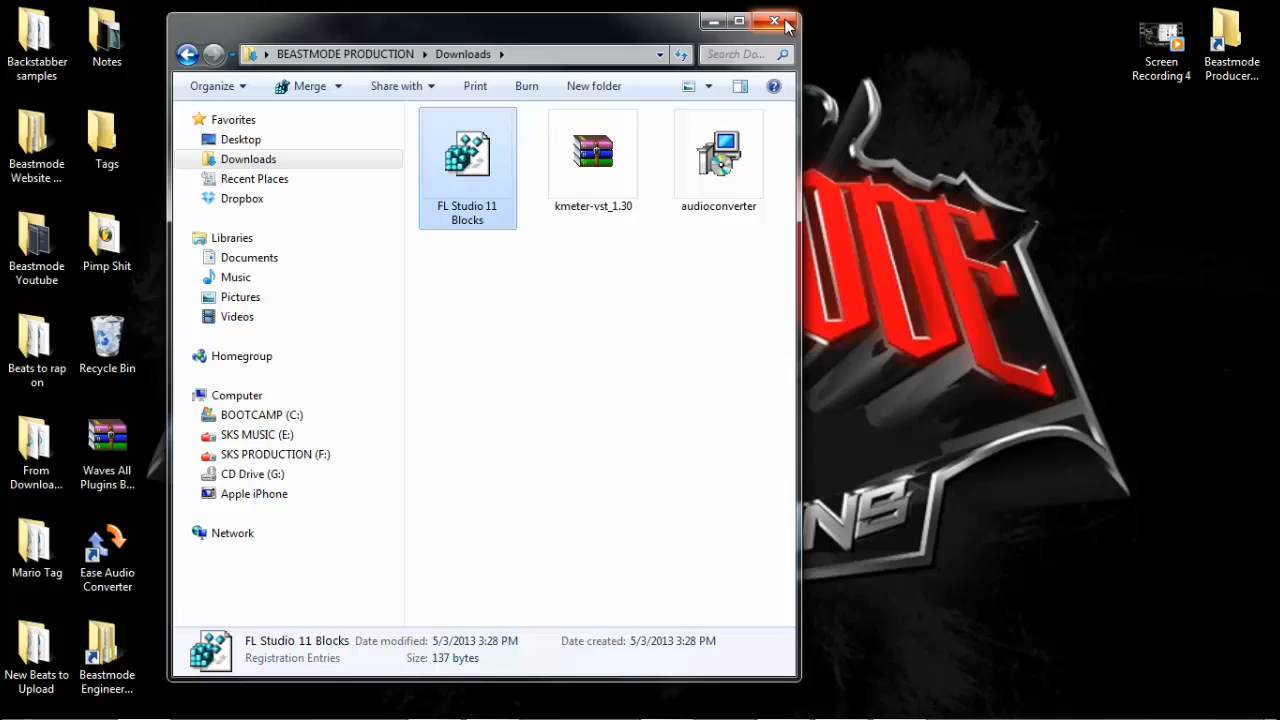 Backstabber
samples
Notes
Beastmode
Website ...
Tags
Beastmode
Youtube
Pimp Shit
Beats to rap
on
Recycle Bin
From
Downloa...
Waves All
Plugins B...
Mario Tag
Ease Audio
Converter
New Beats to
Upload
Beastmode
Engineer...
BEASTMODE PRODUCTION
Downloads
Search Do...
Organize
Merge
Share with
Print
Burn
New folder
Favorites
Desktop
Downloads
Recent Places
Dropbox
Libraries
Documents
Music
Pictures
Videos
Homegroup
Computer
BOOTCAMP (C:)
SKS MUSIC (E:)
SKS PRODUCTION (F:)
CD Drive (G:)
Apple iPhone
Network
FL Studio 11
Blocks
kmeter-vst_1.30
audioconverter
FL Studio 11 Blocks Date modified: 5/3/2013 3:28 PM Date created: 5/3/2013 3:28 PM
Registration Entries Size: 137 bytes
Screen
Recording 4
Beastmode
Producer...